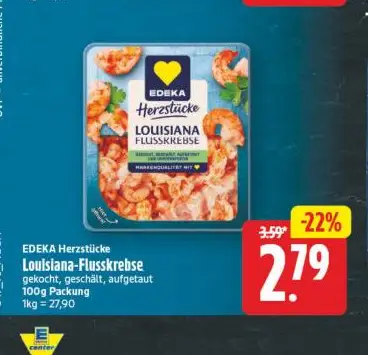 EDEKA
Herzstücke
LOUISIANA
FLUSSKREBSE
MARKENQUALITÄT MIT
EDEKA Herzstücke
Louisiana-Flusskrebse
gekocht, geschält, aufgetaut
100g Packung
1kg = 27,90
-22%
3.59*
2.79
E
center